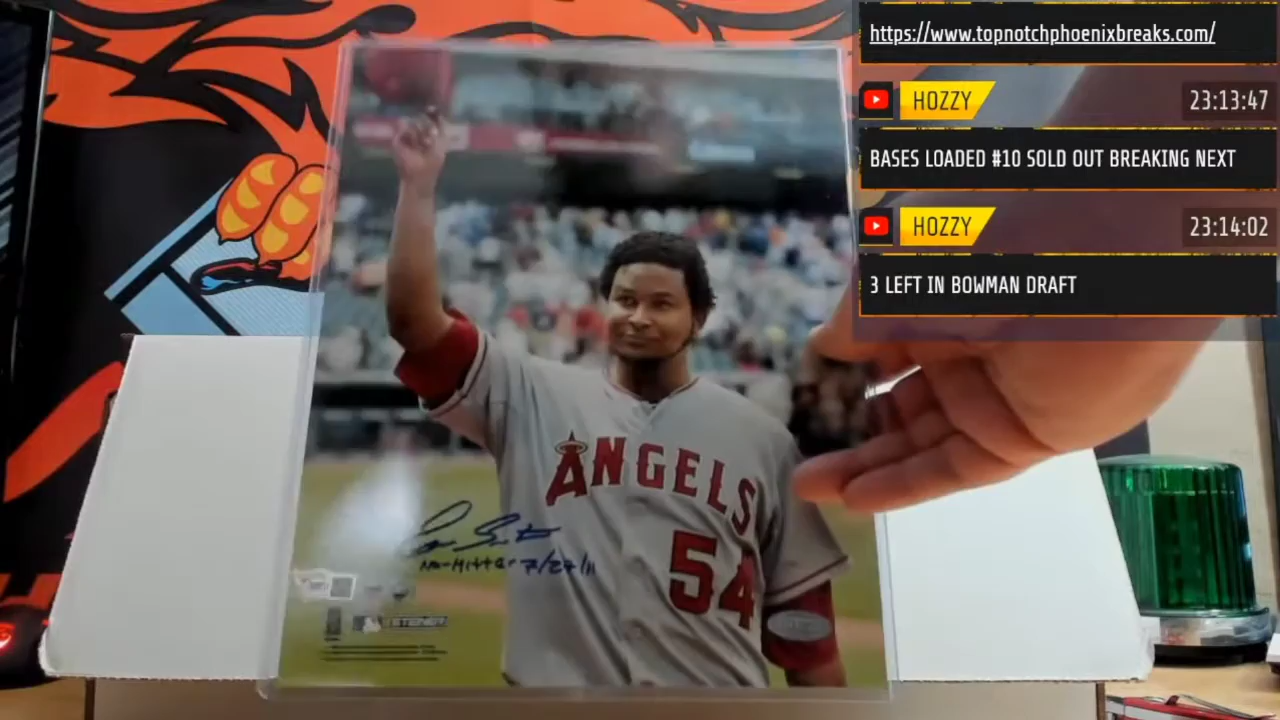 https://www.topnotchphoenixbreaks.com/
HOZZY
23:13:47
BASES LOADED #10 SOLD OUT BREAKING NEXT
HOZZY
23:14:02
3 LEFT IN BOWMAN DRAFT
ANGELS
54
No-Hitter 7/27/11
STEINER